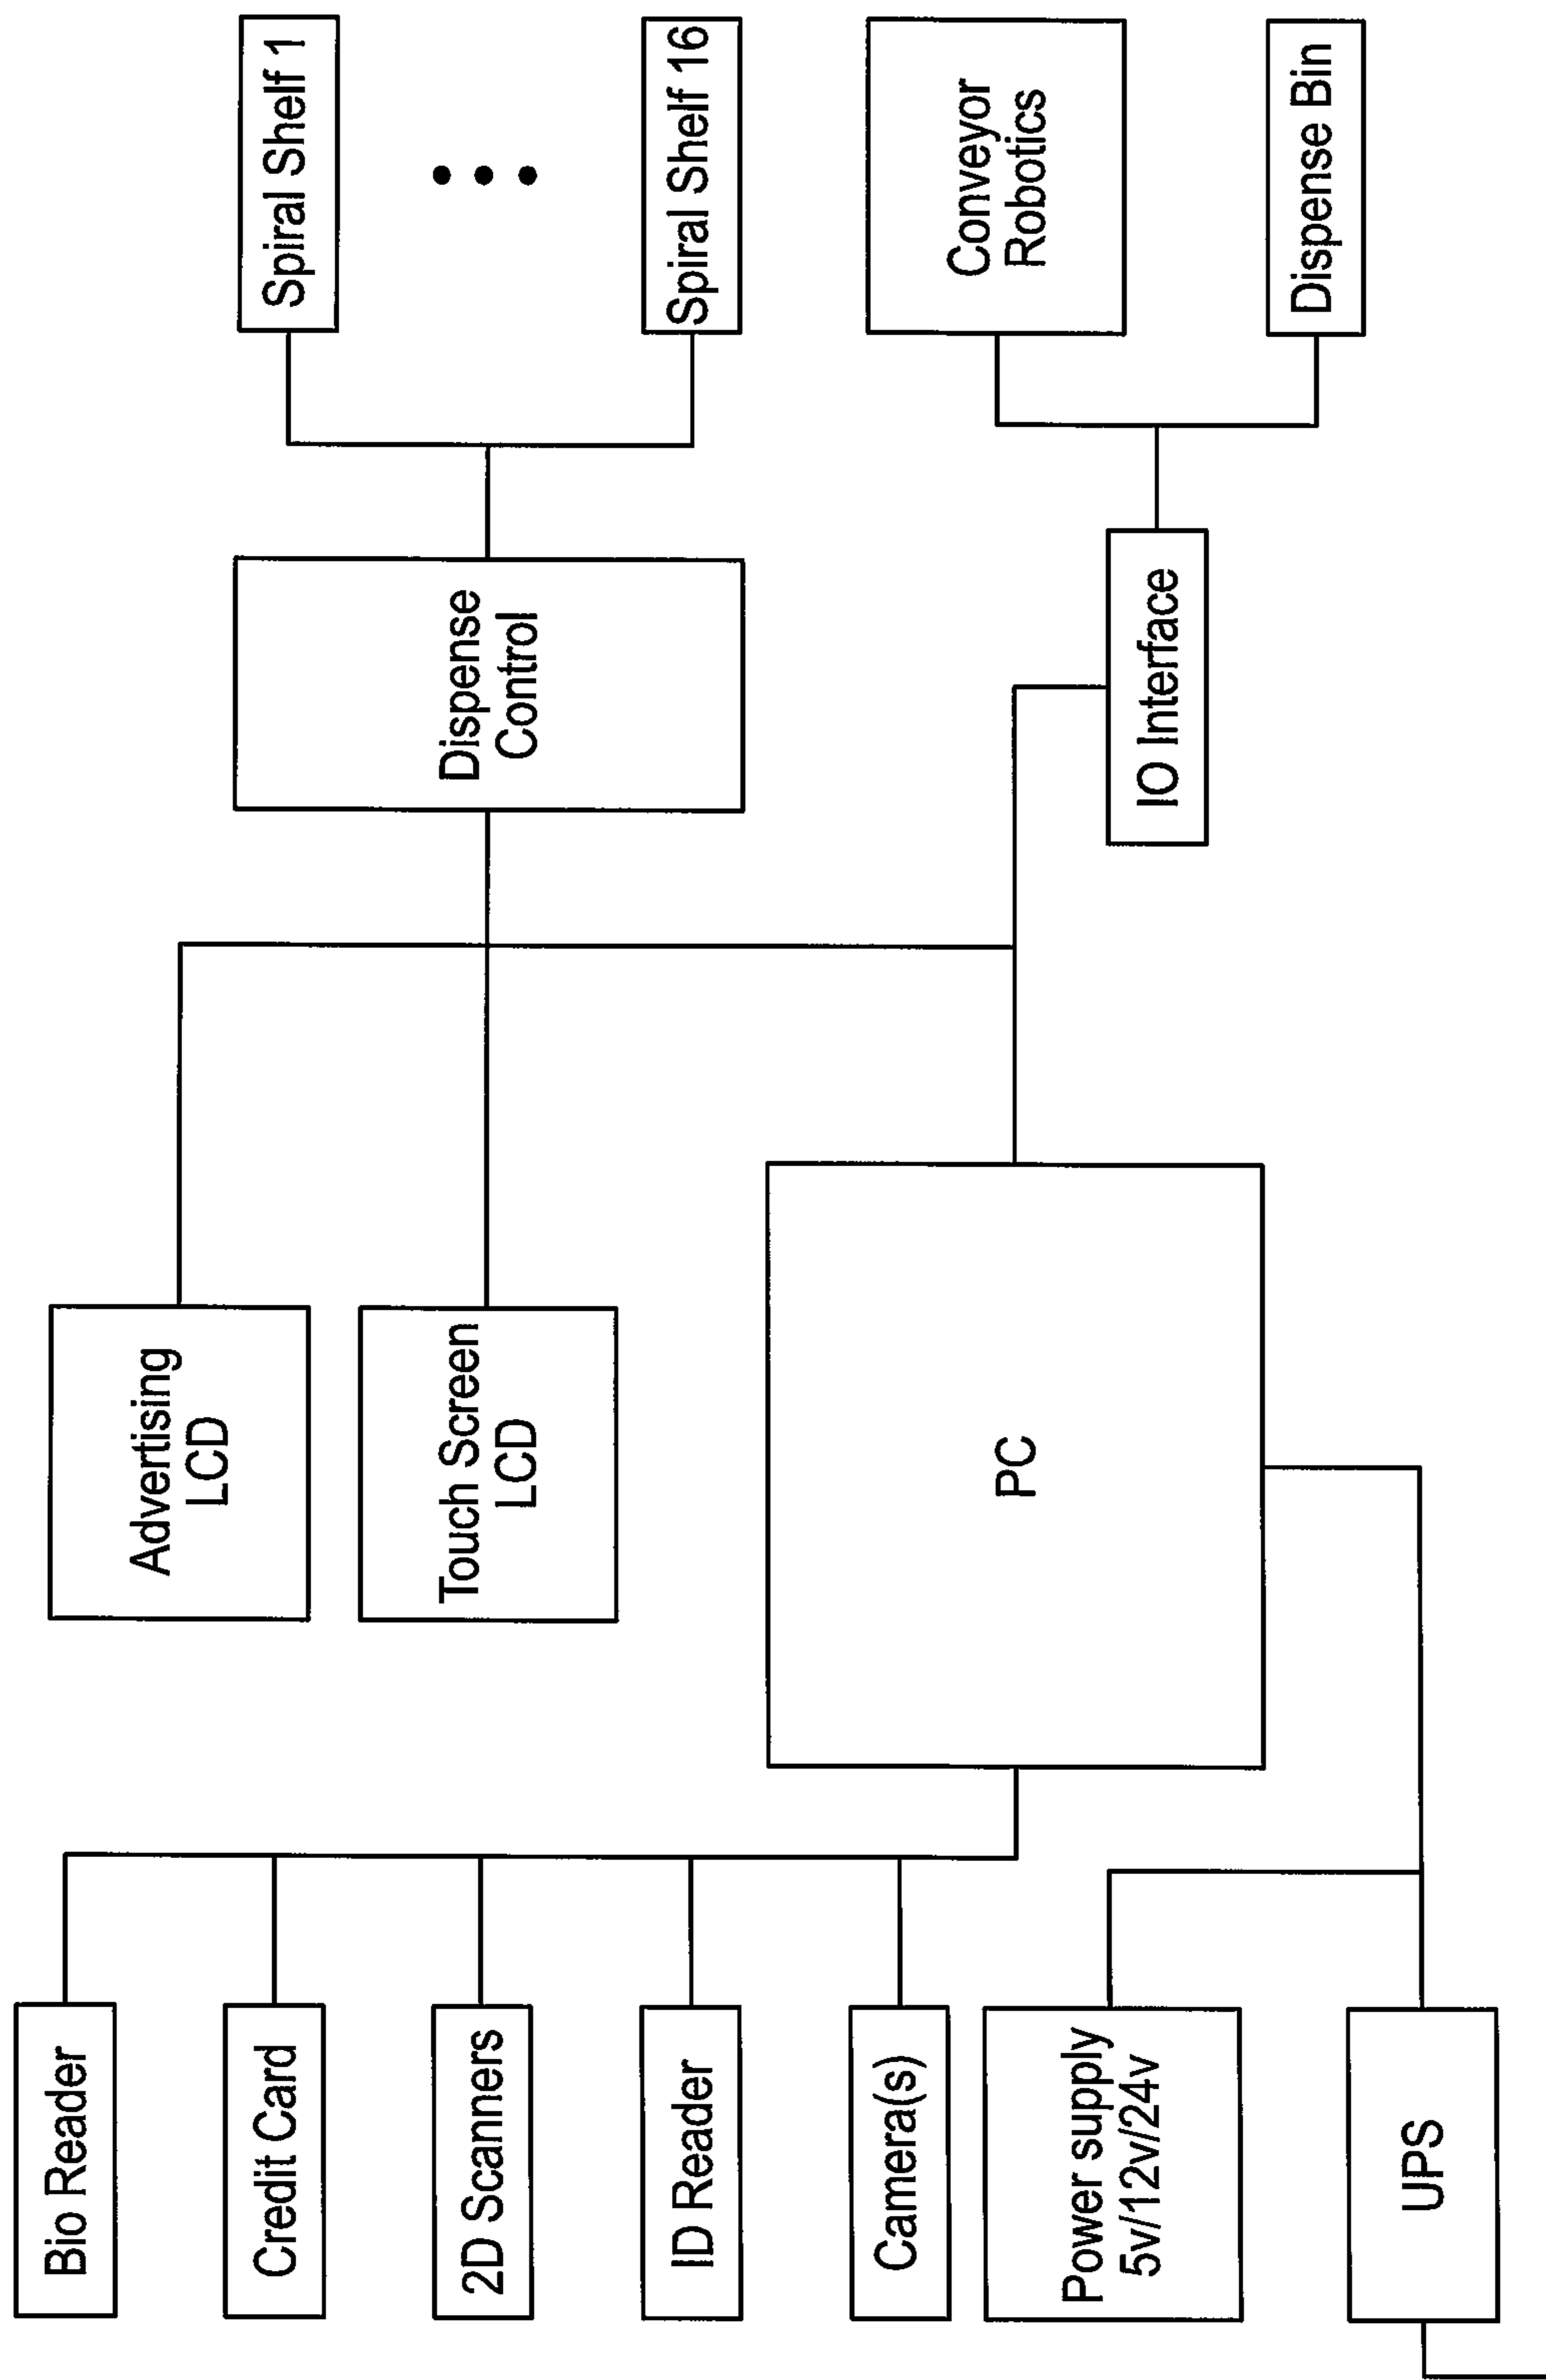 Bio Reader
Credit Card
2D Scanners
ID Reader
Camera(s)
Power supply
5v/12v/24v
UPS
Advertising
LCD
Touch Screen
LCD
PC
Dispense
Control
IO Interface
Spiral Shelf 1
Spiral Shelf 16
Conveyor
Robotics
Dispense Bin